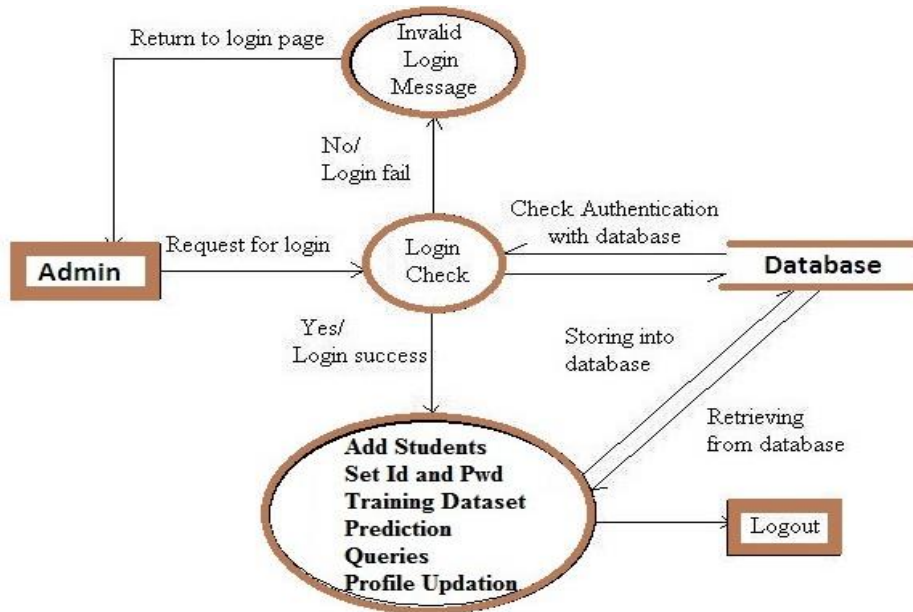 Return to login page
Invalid
Login
Message
No/
Login fail
Check Authentication
with database
Admin
Request for login
Login
Check
Database
Yes/
Login success
Storing into
database
Retrieving
from database
Add Students
Set Id and Pwd
Training Dataset
Prediction
Queries
Profile Updation
Logout